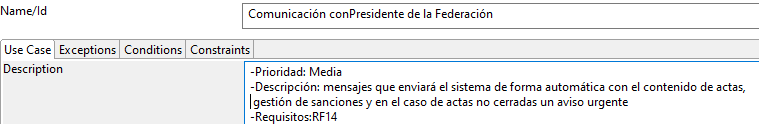 Name/Id
Comunicación conPresidente de la Federación
Use Case Exceptions Conditions Constraints
Description
-Prioridad: Media
-Descripción: mensajes que enviará el sistema de forma automática con el contenido de actas,
gestión de sanciones y en el caso de actas no cerradas un aviso urgente
-Requisitos:RF14